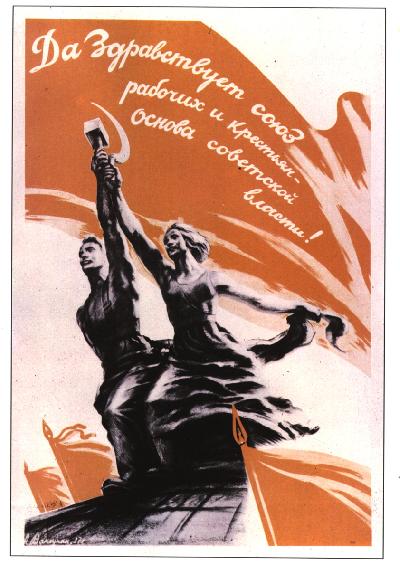 Да Здравствует союз
рабочих и крестьян-
основа советской
власти!